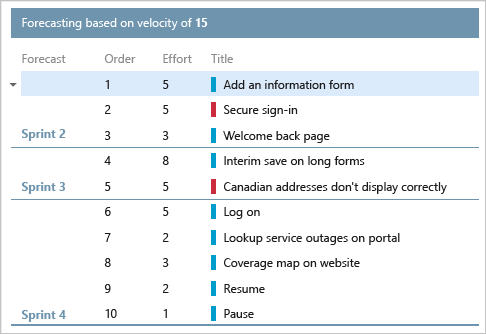 Forecasting based on velocity of 15
Forecast Order Effort Title
1 5 Add an information form
2 5 Secure sign-in
Sprint 2 3 3 Welcome back page
4 8 Interim save on long forms
Sprint 3 5 5 Canadian addresses don't display correctly
6 5 Log on
7 2 Lookup service outages on portal
8 3 Coverage map on website
9 2 Resume
Sprint 4 10 1 Pause